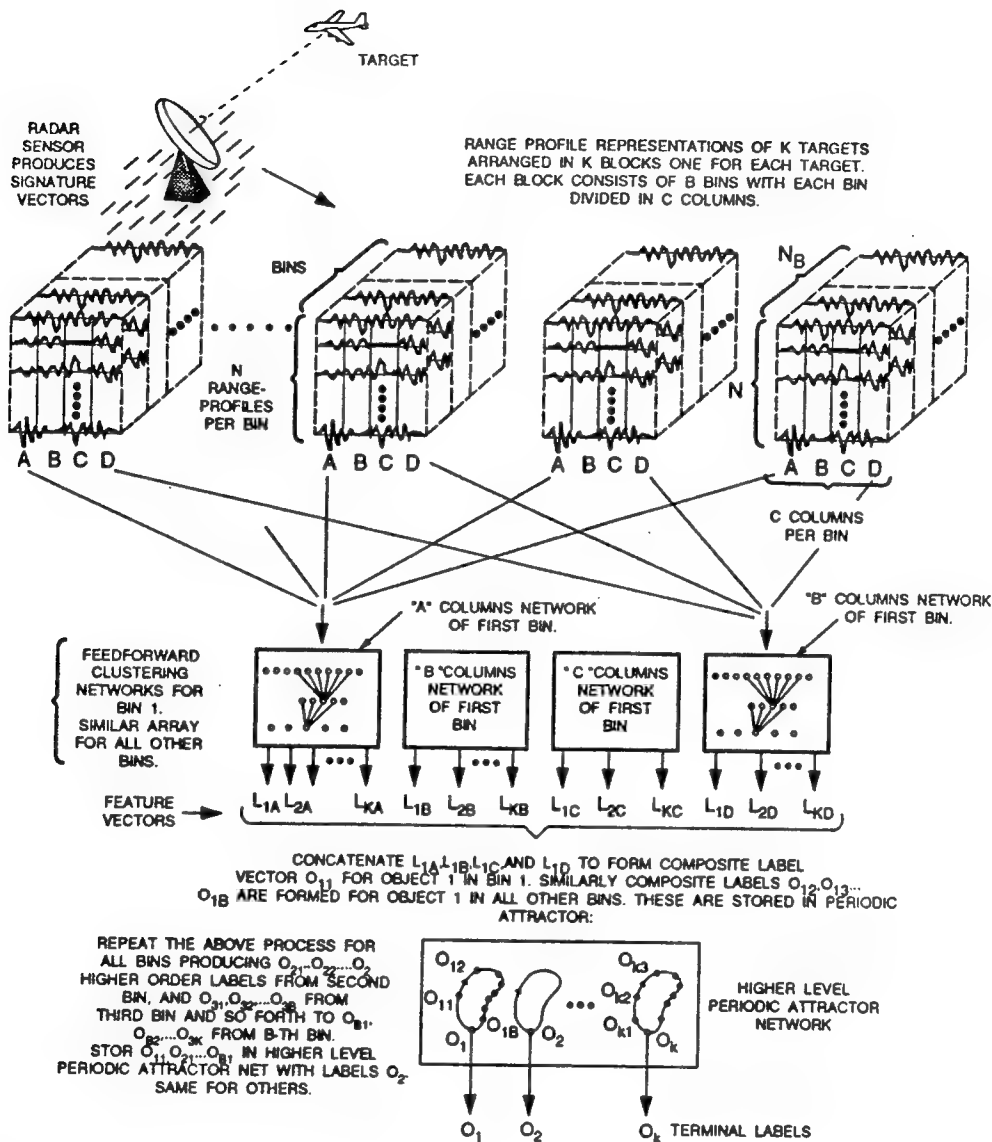 TARGET
RADAR
SENSOR
PRODUCES
SIGNATURE
VECTORS
RANGE PROFILE REPRESENTATIONS OF K TARGETS
ARRANGED IN K BLOCKS ONE FOR EACH TARGET.
EACH BLOCK CONSISTS OF B BINS WITH EACH BIN
DIVIDED IN C COLUMNS.
BINS
N_B
N
RANGE-
PROFILES
PER BIN
N
A B C D
A B C D
A B C D
A B C D
C COLUMNS
PER BIN
"A" COLUMNS NETWORK
OF FIRST BIN.
"B" COLUMNS NETWORK
OF FIRST BIN.
FEEDFORWARD
CLUSTERING
NETWORKS FOR
BIN 1.
SIMILAR ARRAY
FOR ALL OTHER
BINS.
"B"COLUMNS
NETWORK
OF FIRST
BIN
"C"COLUMNS
NETWORK
OF FIRST
BIN
FEATURE
VECTORS
L_1A L_2A L_KA L_1B L_2B L_KB L_1C L_2C L_KC L_1D L_2D L_KD
CONCATENATE L_1A,L_1B,L_1C,AND L_1D TO FORM COMPOSITE LABEL
VECTOR O_11 FOR OBJECT 1 IN BIN 1. SIMILARLY COMPOSITE LABELS O_12,O_13...
O_1B ARE FORMED FOR OBJECT 1 IN ALL OTHER BINS. THESE ARE STORED IN PERIODIC
ATTRACTOR:
REPEAT THE ABOVE PROCESS FOR
ALL BINS PRODUCING O_21..O_22....O_2
HIGHER ORDER LABELS FROM SECOND
BIN, AND O_31,O_32,..O_3B FROM
THIRD BIN AND SO FORTH TO O_B1,
O_B2,...O_3K FROM B-TH BIN.
STOR O_11,O_21...O_B1 IN HIGHER LEVEL
PERIODIC ATTRACTOR NET WITH LABELS O_2.
SAME FOR OTHERS.
O_12
O_11
O_1B
O_1
O_2
O_k3
O_k2
O_k1
O_k
HIGHER LEVEL
PERIODIC ATTRACTOR
NETWORK
O_1 O_2 O_k TERMINAL LABELS